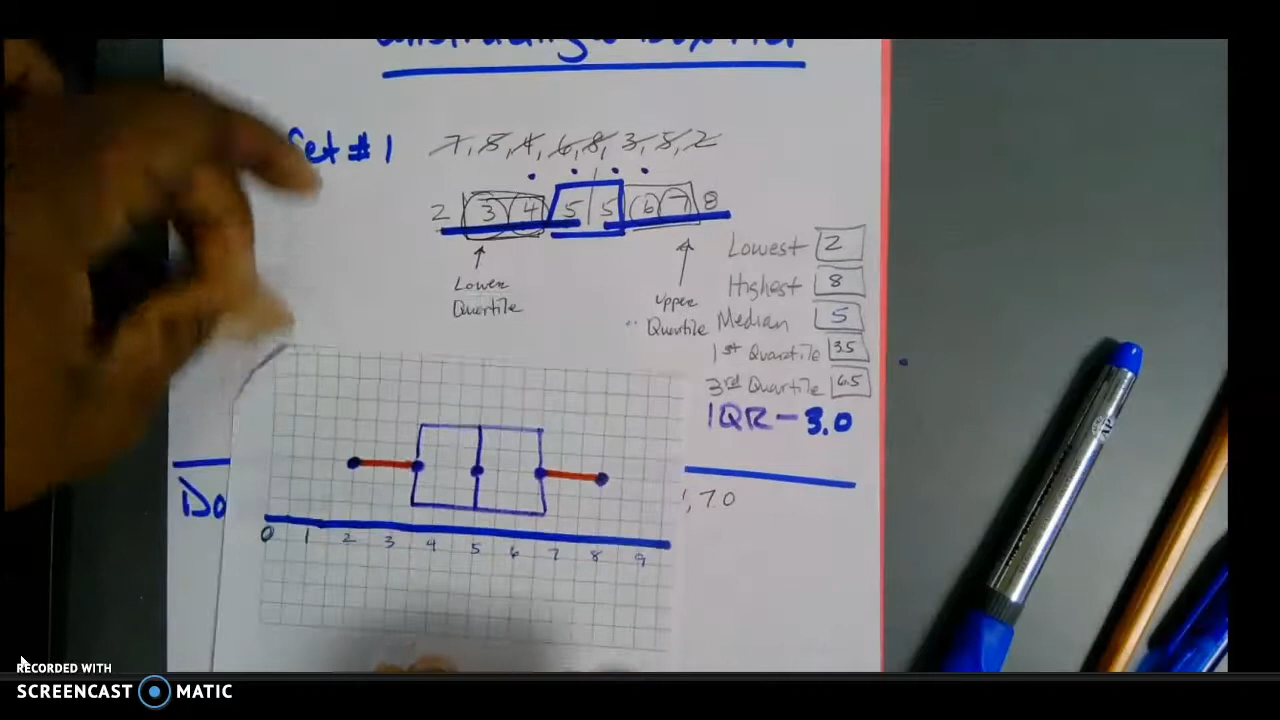 Set #1
7, 5, 4, 6, 8, 3, 5, 2
2 3 4 5 5 6 7 8
Lower
Quartile
Upper
Quartile
Lowest 2
Highest 8
Median 5
1st Quartile 3.5
3rd Quartile 6.5
IQR - 3.0
, 70
0 1 2 3 4 5 6 7 8 9
RECORDED WITH
SCREENCAST MATIC